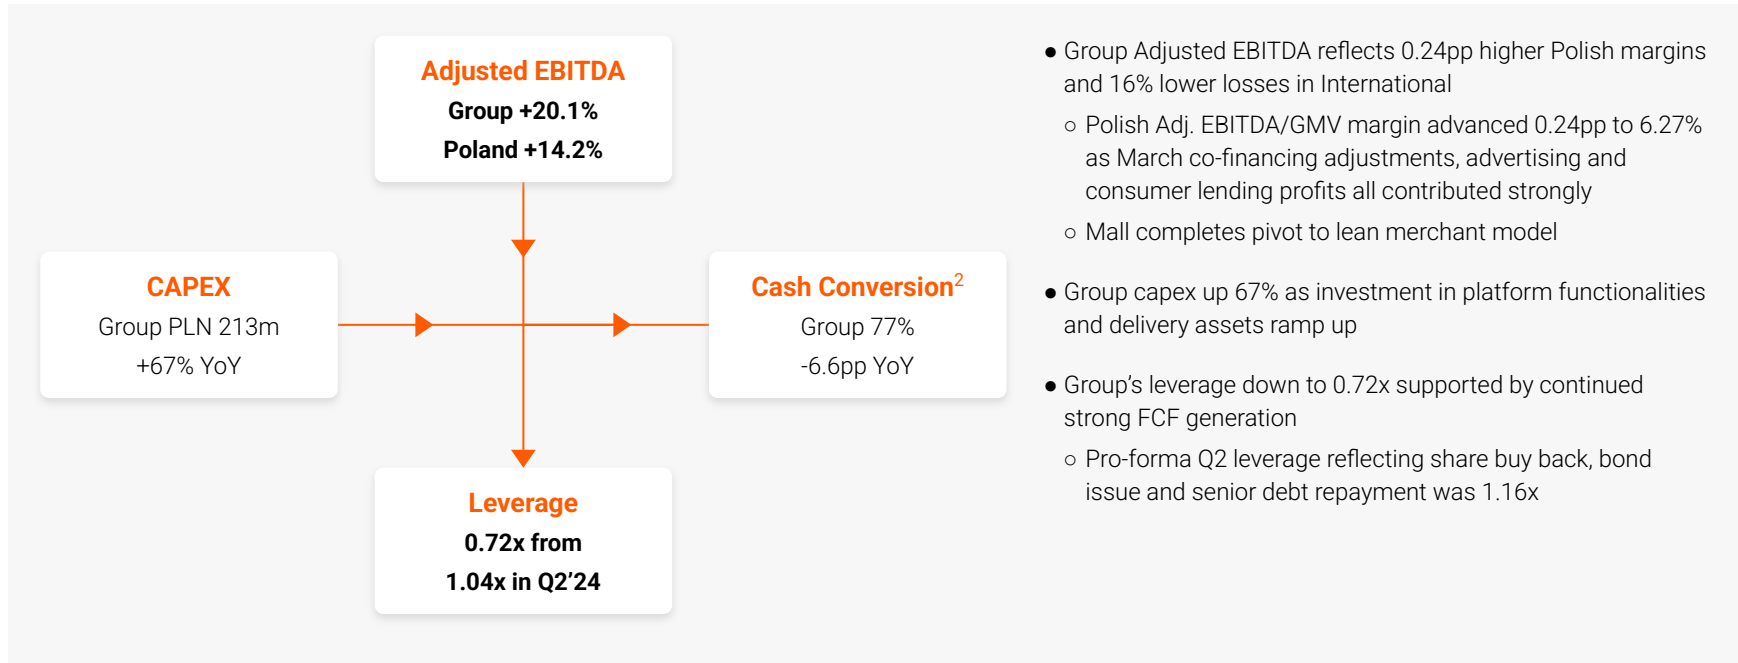 Adjusted EBITDA
Group +20.1%
Poland +14.2%
CAPEX
Group PLN 213m
+67% YoY
Cash Conversion2
Group 77%
-6.6pp YoY
Leverage
0.72x from
1.04x in Q2’24
● Group Adjusted EBITDA reflects 0.24pp higher Polish margins
and 16% lower losses in International
○ Polish Adj. EBITDA/GMV margin advanced 0.24pp to 6.27%
as March co-financing adjustments, advertising and
consumer lending profits all contributed strongly
○ Mall completes pivot to lean merchant model
● Group capex up 67% as investment in platform functionalities
and delivery assets ramp up
● Group’s leverage down to 0.72x supported by continued
strong FCF generation
○ Pro-forma Q2 leverage reflecting share buy back, bond
issue and senior debt repayment was 1.16x